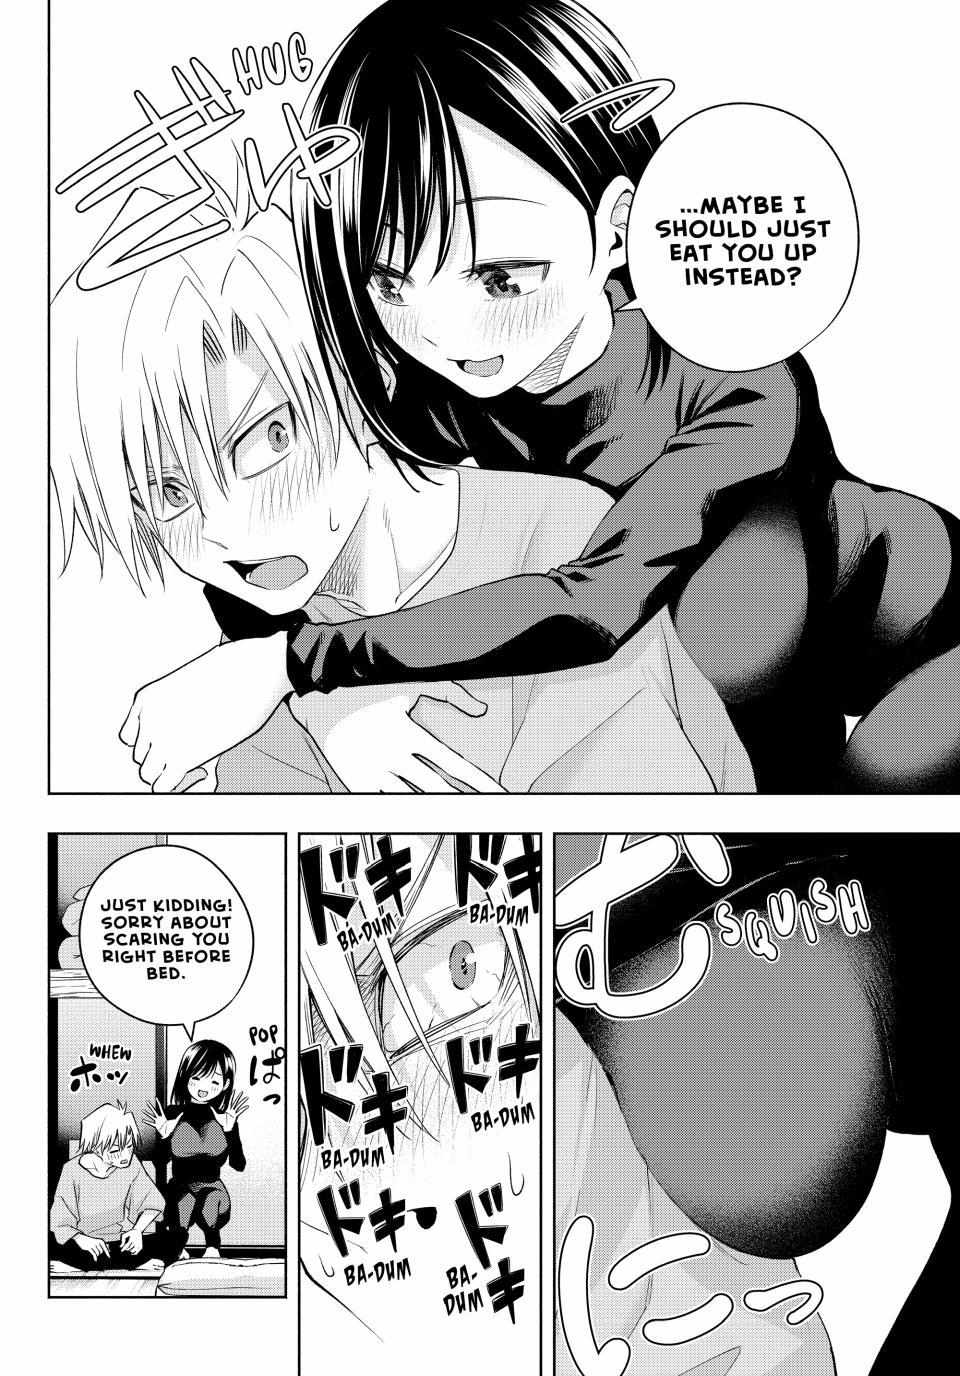 HUG
ぎゅ
...MAYBE I
SHOULD JUST
EAT YOU UP
INSTEAD?
SQUISH
む
にっ
ドキ
BA-DUM
ドキ
BA-DUM
ドキ
BA-DUM
ドキ
BA-DUM
ドキ
BA-DUM
ドキ
BA-
DUM
JUST KIDDING!
SORRY ABOUT
SCARING YOU
RIGHT BEFORE
BED.
POP
ぱっ
WHEW
ホッ